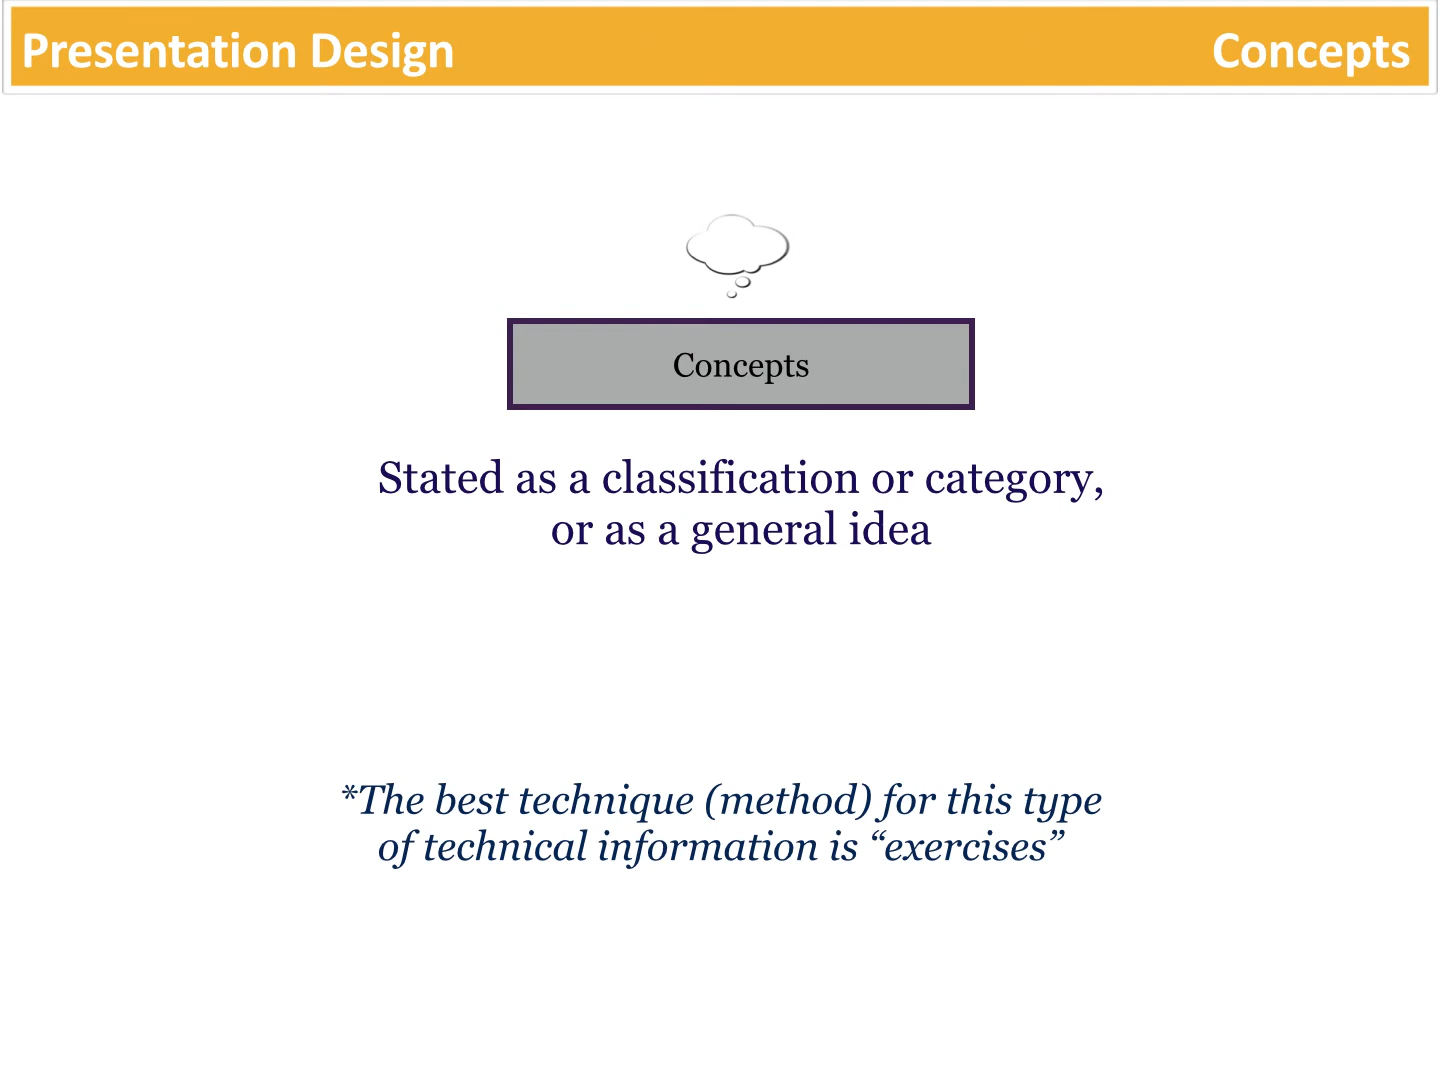 Presentation Design Concepts
Concepts
Stated as a classification or category,
or as a general idea
*The best technique (method) for this type
of technical information is “exercises”